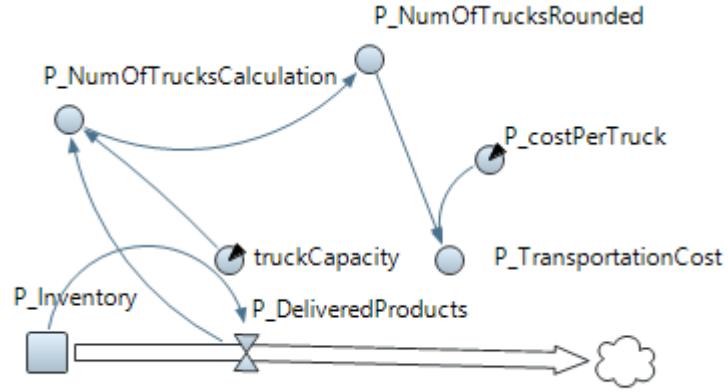 P_NumOfTrucksRounded
P_NumOfTrucksCalculation
P_costPerTruck
truckCapacity
P_TransportationCost
P_Inventory
P_DeliveredProducts